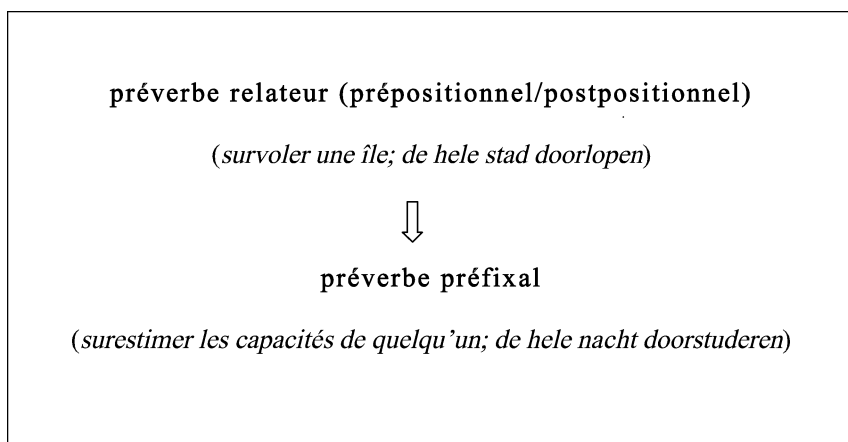 préverbe relateur (prépositionnel/postpositionnel)
(survoler une île; de hele stad doorlopen)
préverbe préfixal
(surestimer les capacités de quelqu’un; de hele nacht doorstuderen)